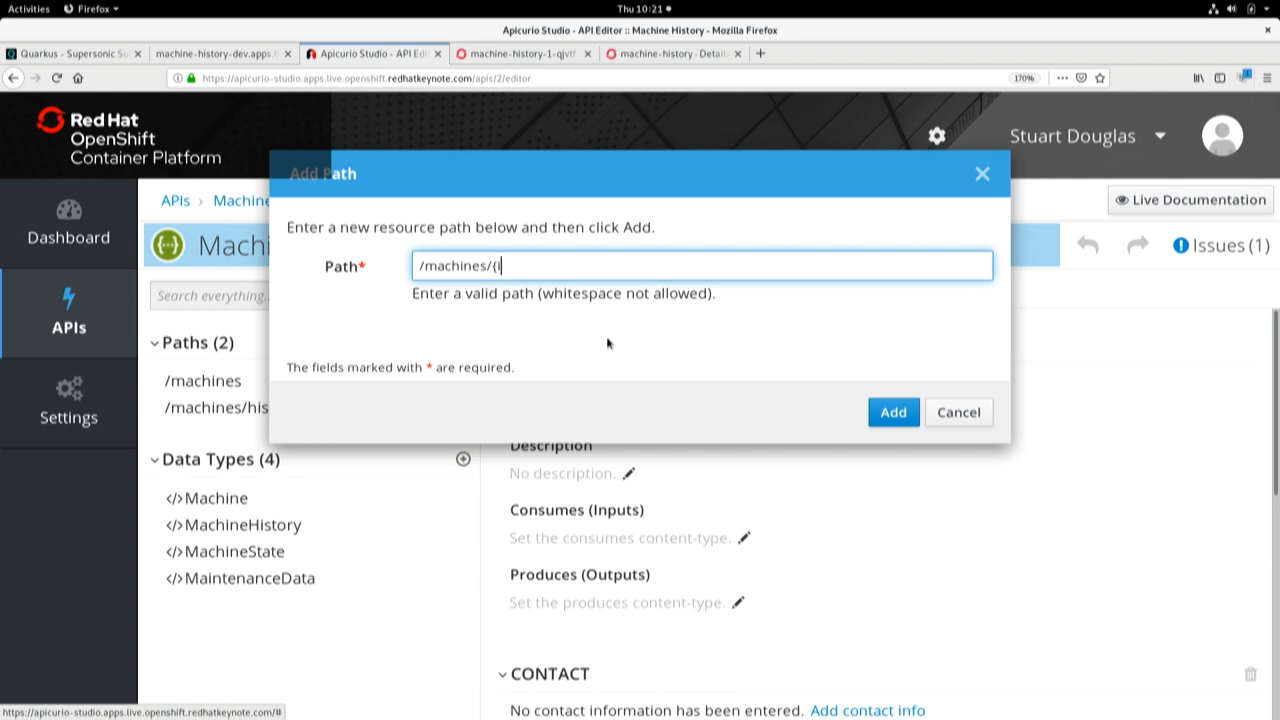 Activities Firefox Thu 10:21
Apicurio Studio - API Editor :: Machine History - Mozilla Firefox
Quarkus - Supersonic Su machine-history-dev.apps. Apicurio Studio - API Edi machine-history-1-qjvtf machine-history - Detail
https://apicurio-studio.apps.live.openshift.redhatkeynote.com/apis/2/editor 170%
Red Hat
OpenShift
Container Platform
Stuart Douglas
Add Path
Dashboard
APIs
Settings
APIs › Machine
Live Documentation
Machi
Issues (1)
Search everything..
Enter a new resource path below and then click Add.
Path* /machines/{i
Enter a valid path (whitespace not allowed).
The fields marked with * are required.
Add Cancel
Paths (2)
/machines
/machines/his
Data Types (4)
</>Machine
</>MachineHistory
</>MachineState
</>MaintenanceData
Description
No description.
Consumes (Inputs)
Set the consumes content-type.
Produces (Outputs)
Set the produces content-type.
CONTACT
No contact information has been entered. Add contact info
https://apicurio-studio.apps.live.openshift.redhatkeynote.com/#